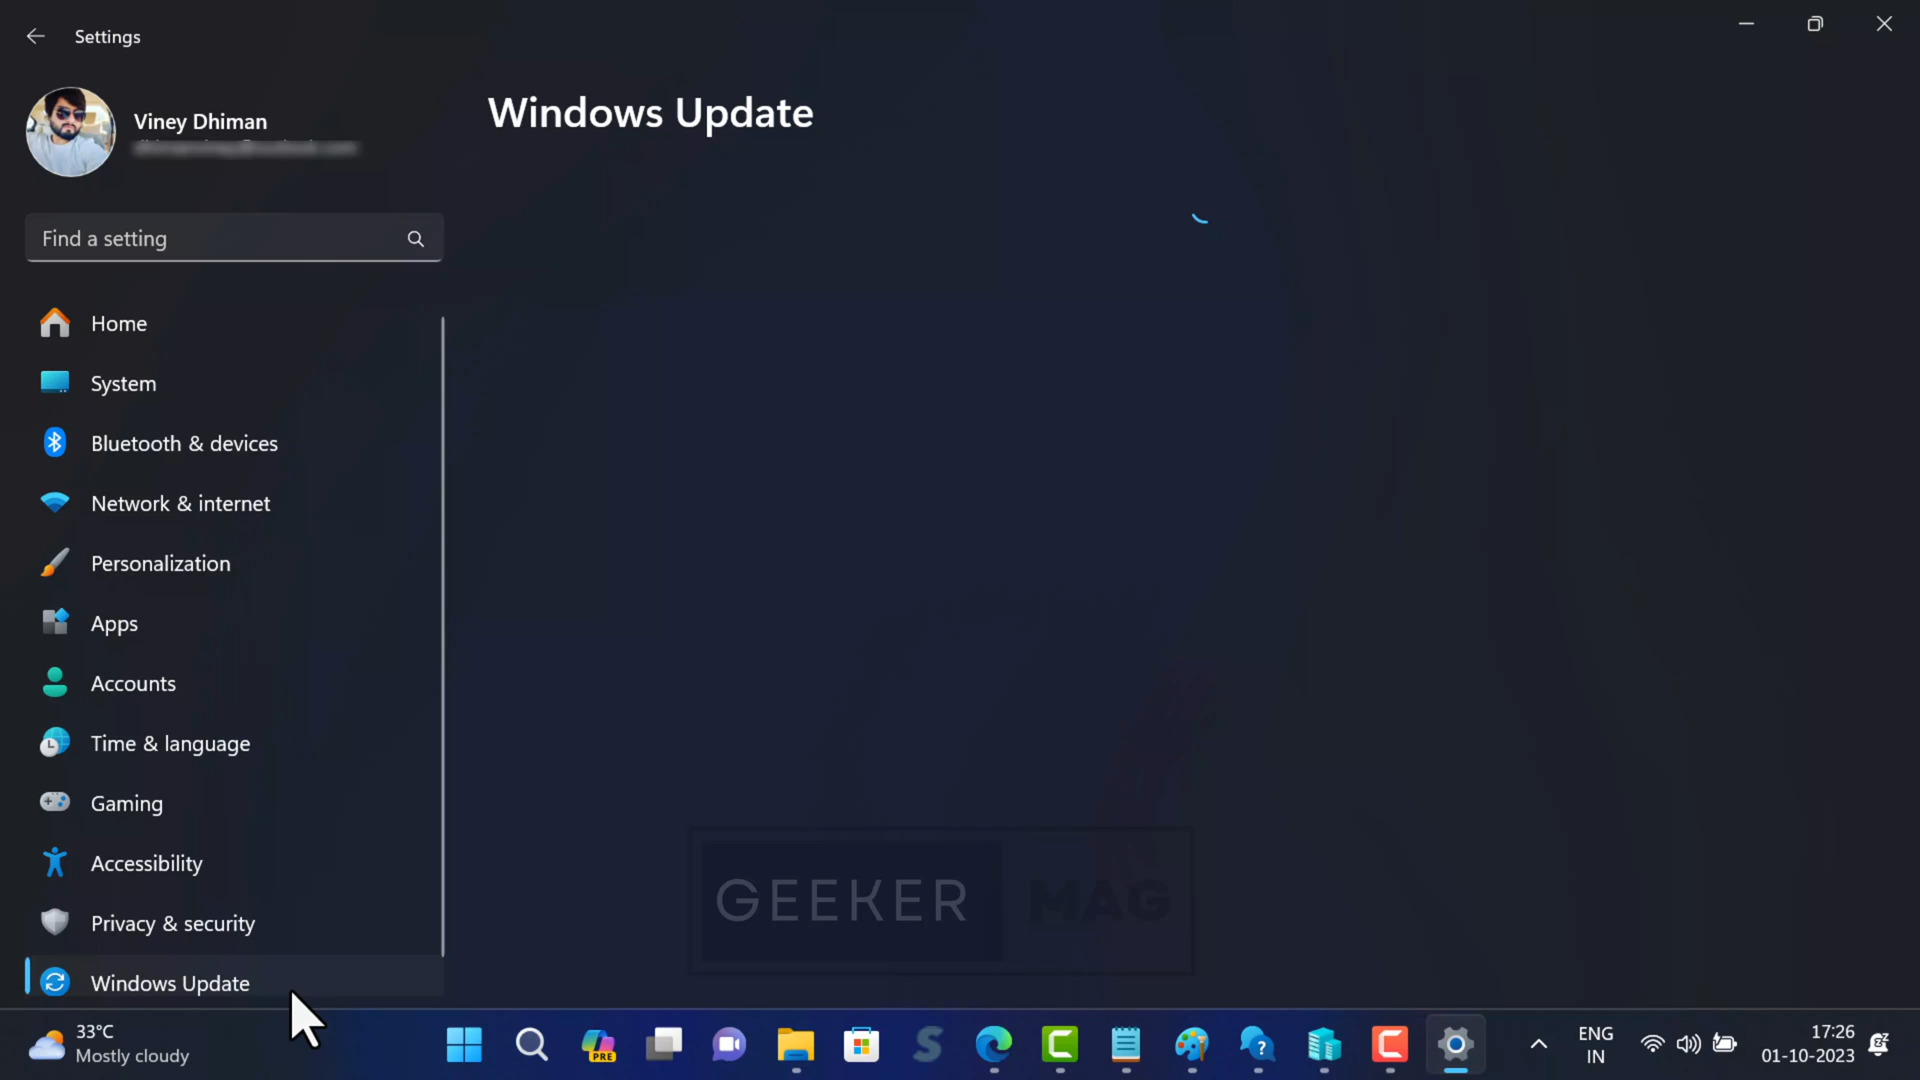 Settings
Viney Dhiman
Windows Update
Find a setting
Home
System
Bluetooth & devices
Network & internet
Personalization
Apps
Accounts
Time & language
Gaming
Accessibility
Privacy & security
Windows Update
GEEKER MAG
33°C
Mostly cloudy
PRE
ENG
IN
17:26
01-10-2023